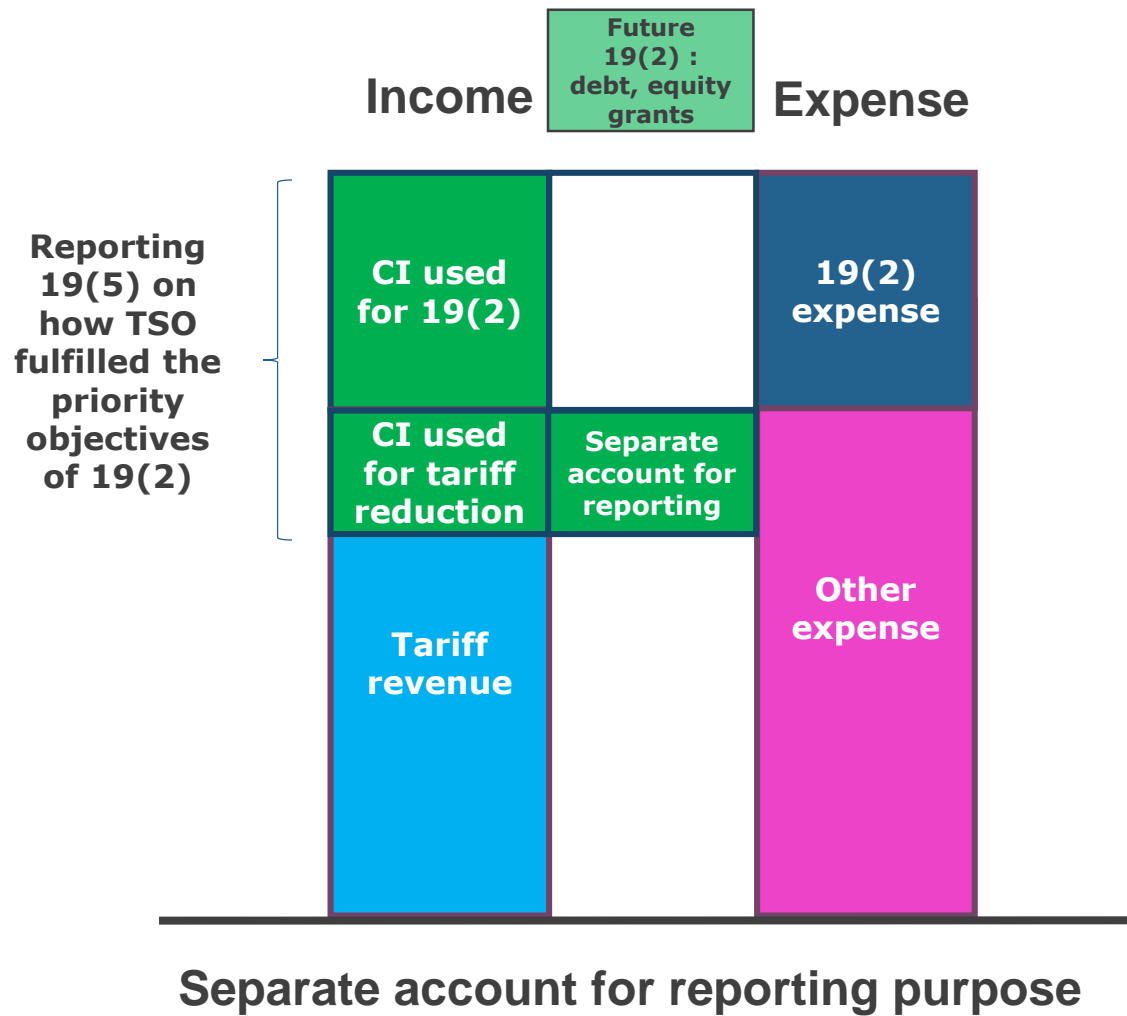 Future
19(2) :
debt, equity
grants
Income
Expense
Reporting
19(5) on
how TSO
fulfilled the
priority
objectives
of 19(2)
CI used
for 19(2)
19(2)
expense
CI used
for tariff
reduction
Separate
account for
reporting
Tariff
revenue
Other
expense
Separate account for reporting purpose